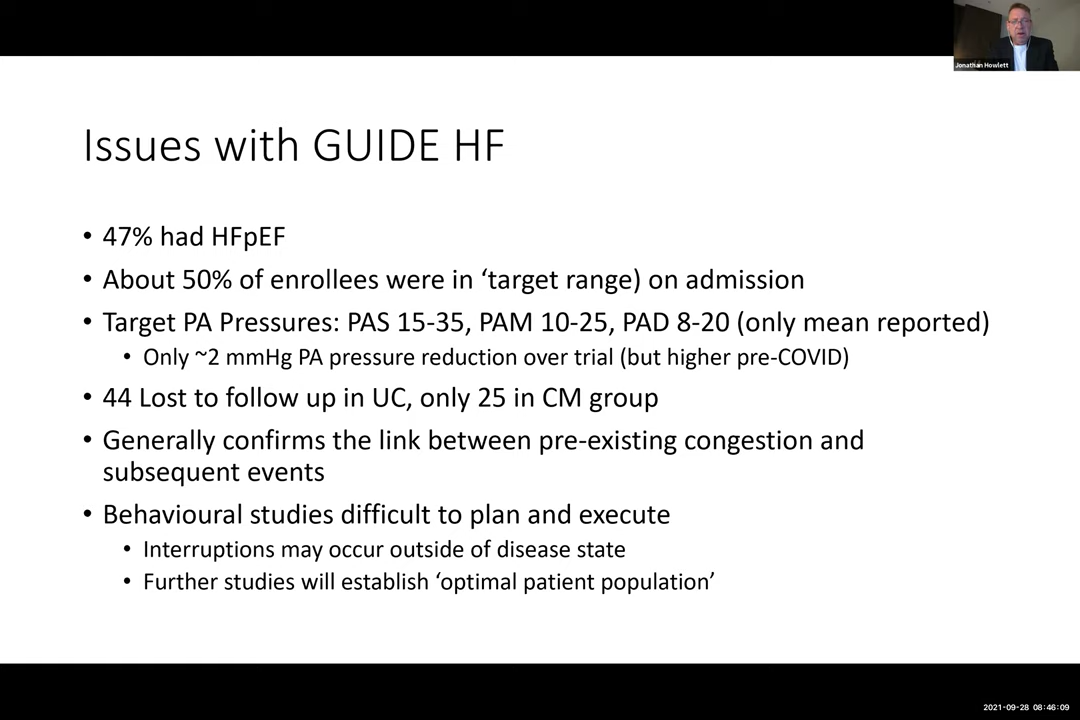 Jonathan Howlett
Issues with GUIDE HF
• 47% had HFpEF
• About 50% of enrollees were in ‘target range) on admission
• Target PA Pressures: PAS 15-35, PAM 10-25, PAD 8-20 (only mean reported)
• Only ~2 mmHg PA pressure reduction over trial (but higher pre-COVID)
• 44 Lost to follow up in UC, only 25 in CM group
• Generally confirms the link between pre-existing congestion and
subsequent events
• Behavioural studies difficult to plan and execute
• Interruptions may occur outside of disease state
• Further studies will establish ‘optimal patient population’
2021-09-28 08:46:09